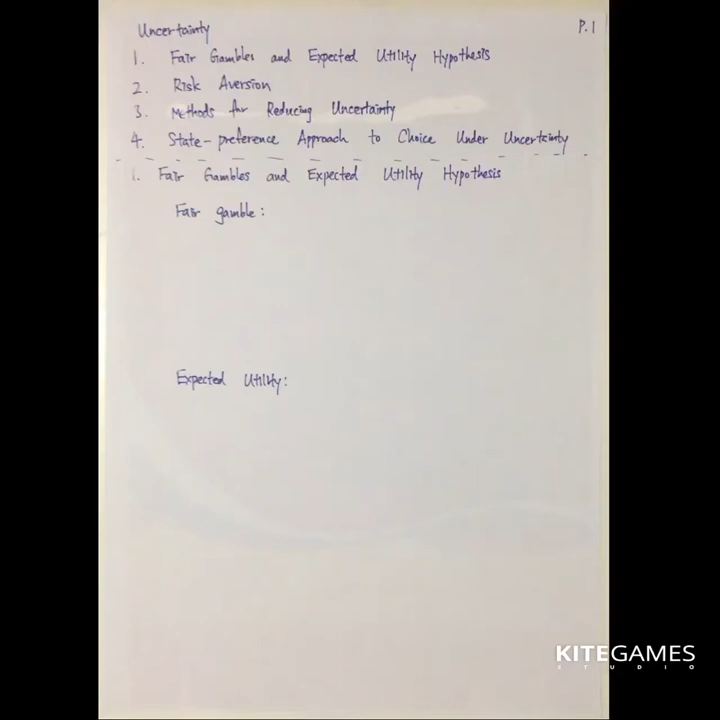 Uncertainty
P.1
1. Fair Gambles and Expected Utility Hypothesis
2. Risk Aversion
3. Methods for Reducing Uncertainty
4. State-preference Approach to Choice Under Uncertainty
1. Fair Gambles and Expected Utility Hypothesis
Fair gamble:
Expected Utility:
KITEGAMES
STUDIO